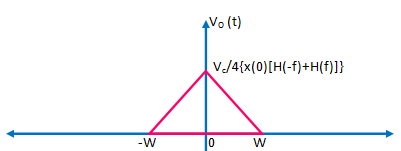 V₀ (t)
V꜀/4{x(0)[H(-f)+H(f)]}
-W 0 W